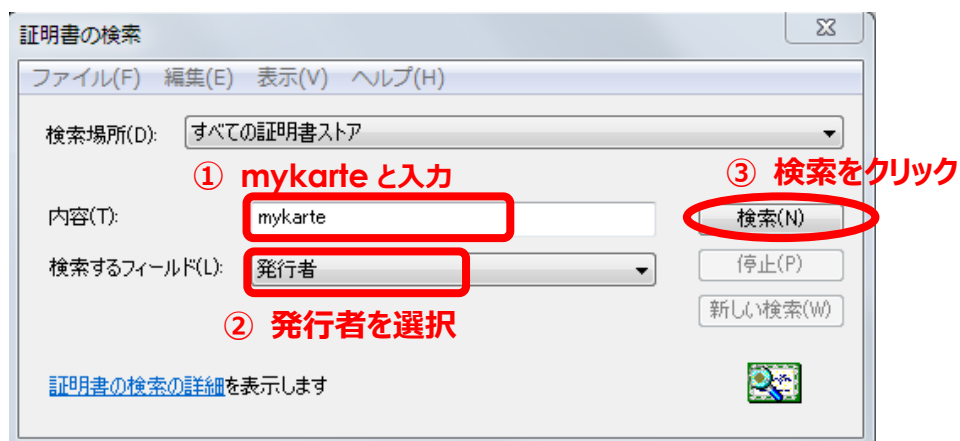 証明書の検索
ファイル(F) 編集(E) 表示(V) ヘルプ(H)
検索場所(D): すべての証明書ストア
① mykarte と入力
③ 検索をクリック
内容(T): mykarte 検索(N)
検索するフィールド(L): 発行者 停止(P)
新しい検索(W)
② 発行者を選択
証明書の検索の詳細を表示します